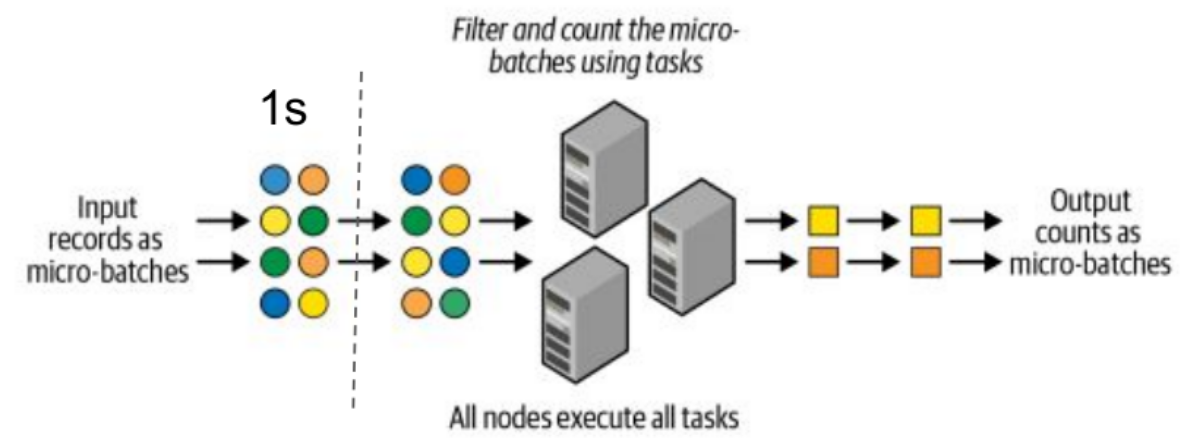 Filter and count the micro-
batches using tasks
1s
Input
records as
micro-batches
Output
counts as
micro-batches
All nodes execute all tasks